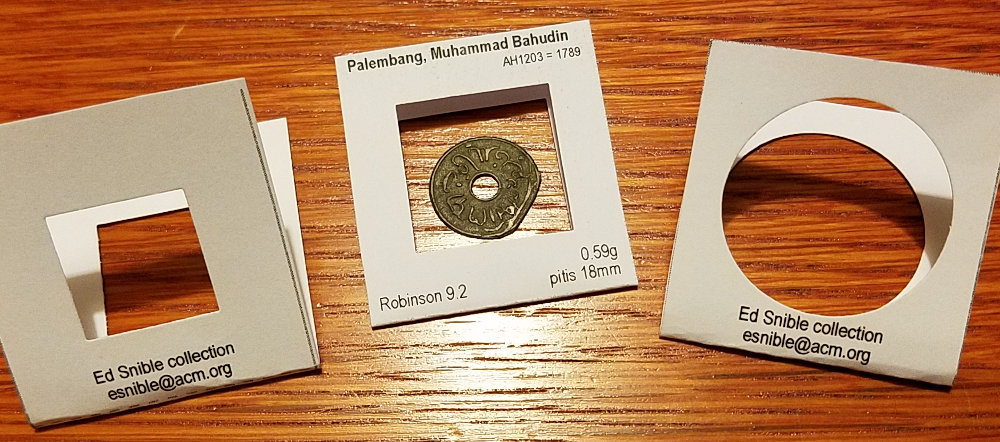 Ed Snible collection
esnible@acm.org
Palembang, Muhammad Bahudin
AH1203 = 1789
0.59g
Robinson 9.2
pitis 18mm
Ed Snible collection
esnible@acm.org